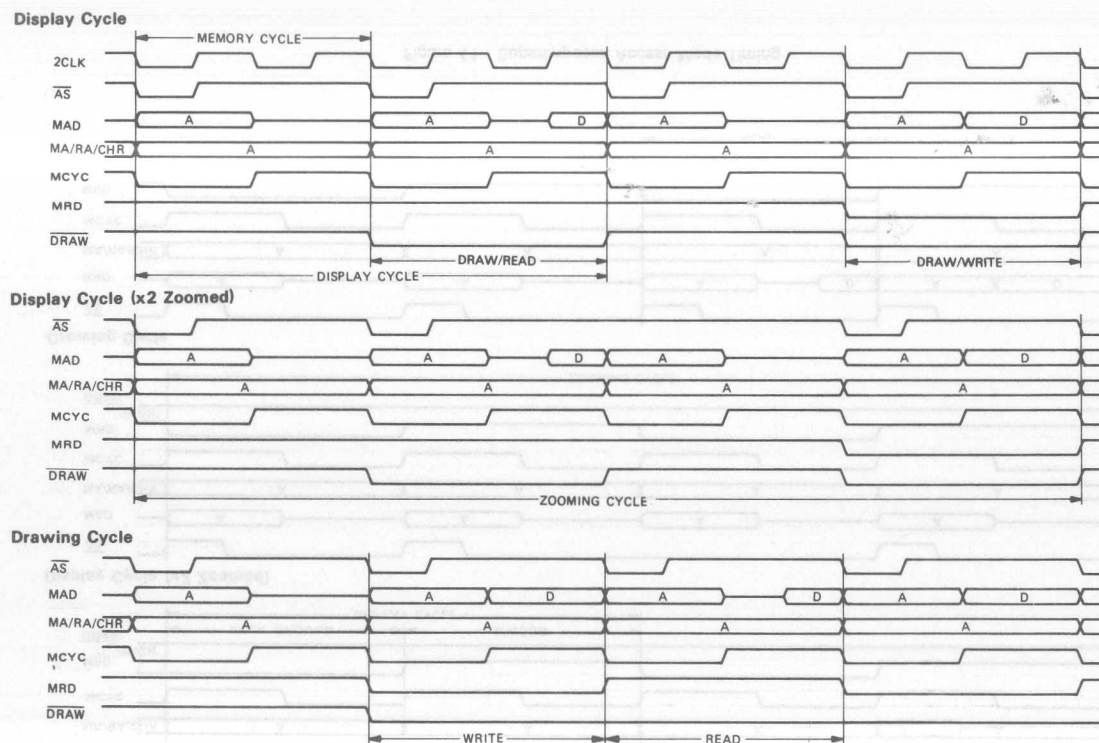 Display Cycle
MEMORY CYCLE
2CLK
AS
MAD A A D A A D
MA/RA/CHR A A A A
MCYC
MRD
DRAW
DRAW/READ DRAW/WRITE
DISPLAY CYCLE
Display Cycle (x2 Zoomed)
AS
MAD A A D A A D
MA/RA/CHR A A A A
MCYC
MRD
DRAW
ZOOMING CYCLE
Drawing Cycle
AS
MAD A A D A D A D
MA/RA/CHR A A A A
MCYC
MRD
DRAW
WRITE READ